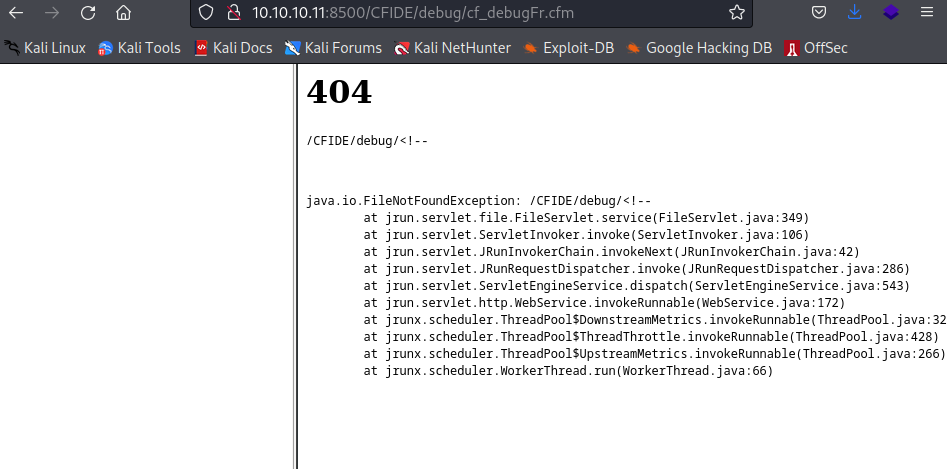 10.10.10.11:8500/CFIDE/debug/cf_debugFr.cfm
Kali Linux Kali Tools Kali Docs Kali Forums Kali NetHunter Exploit-DB Google Hacking DB OffSec
404
/CFIDE/debug/<!--
java.io.FileNotFoundException: /CFIDE/debug/<!--
at jrun.servlet.file.FileServlet.service(FileServlet.java:349)
at jrun.servlet.ServletInvoker.invoke(ServletInvoker.java:106)
at jrun.servlet.JRunInvokerChain.invokeNext(JRunInvokerChain.java:42)
at jrun.servlet.JRunRequestDispatcher.invoke(JRunRequestDispatcher.java:286)
at jrun.servlet.ServletEngineService.dispatch(ServletEngineService.java:543)
at jrun.servlet.http.WebService.invokeRunnable(WebService.java:172)
at jrunx.scheduler.ThreadPool$DownstreamMetrics.invokeRunnable(ThreadPool.java:32
at jrunx.scheduler.ThreadPool$ThreadThrottle.invokeRunnable(ThreadPool.java:428)
at jrunx.scheduler.ThreadPool$UpstreamMetrics.invokeRunnable(ThreadPool.java:266)
at jrunx.scheduler.WorkerThread.run(WorkerThread.java:66)